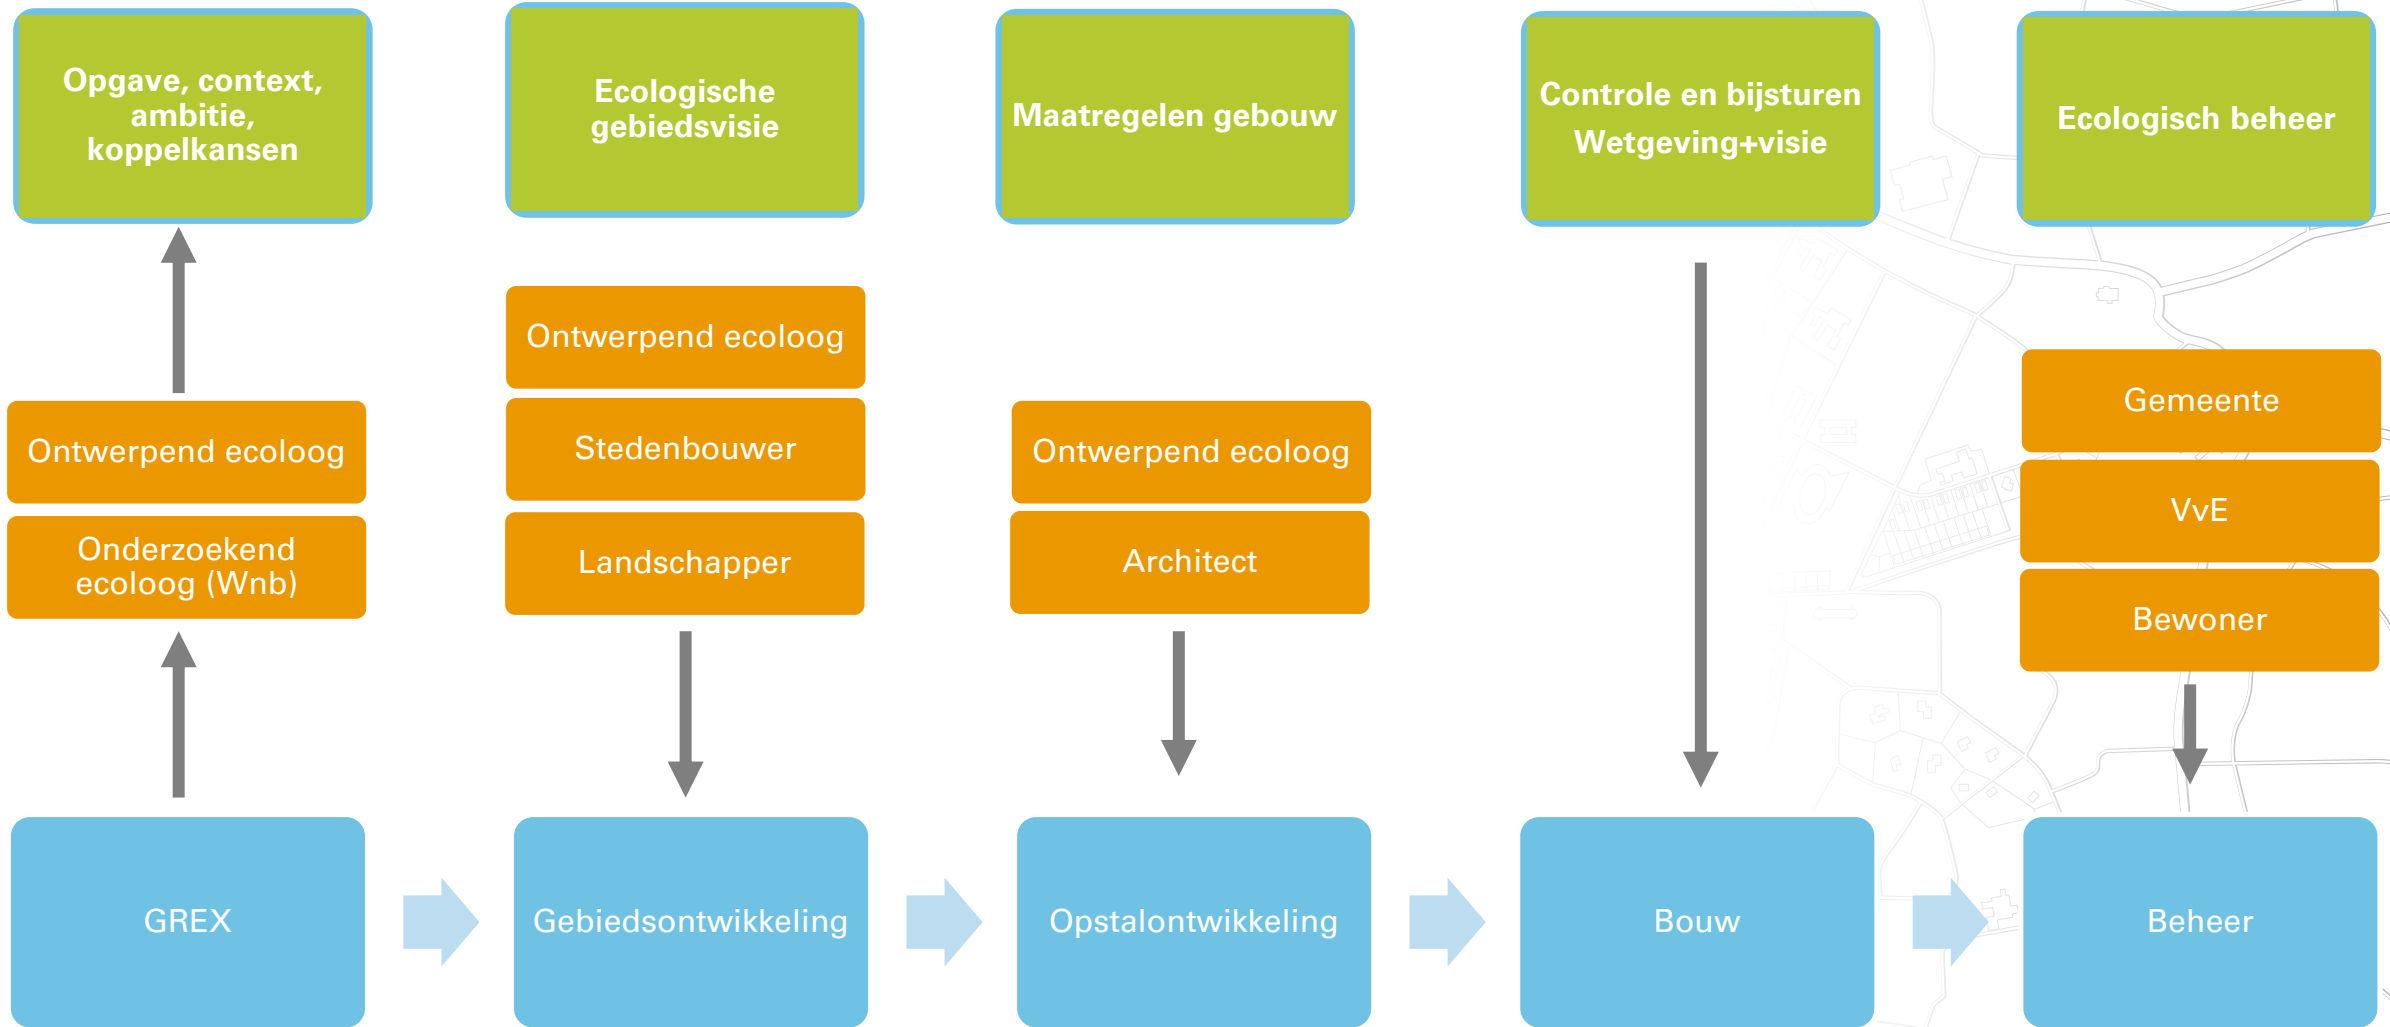 Opgave, context,
ambitie,
koppelkansen
Ecologische
gebiedsvisie
Maatregelen gebouw
Controle en bijsturen
Wetgeving+visie
Ecologisch beheer
Ontwerpend ecoloog
Onderzoekend
ecoloog (Wnb)
Ontwerpend ecoloog
Stedenbouwer
Landschapper
Ontwerpend ecoloog
Architect
Gemeente
VvE
Bewoner
GREX
Gebiedsontwikkeling
Opstalontwikkeling
Bouw
Beheer